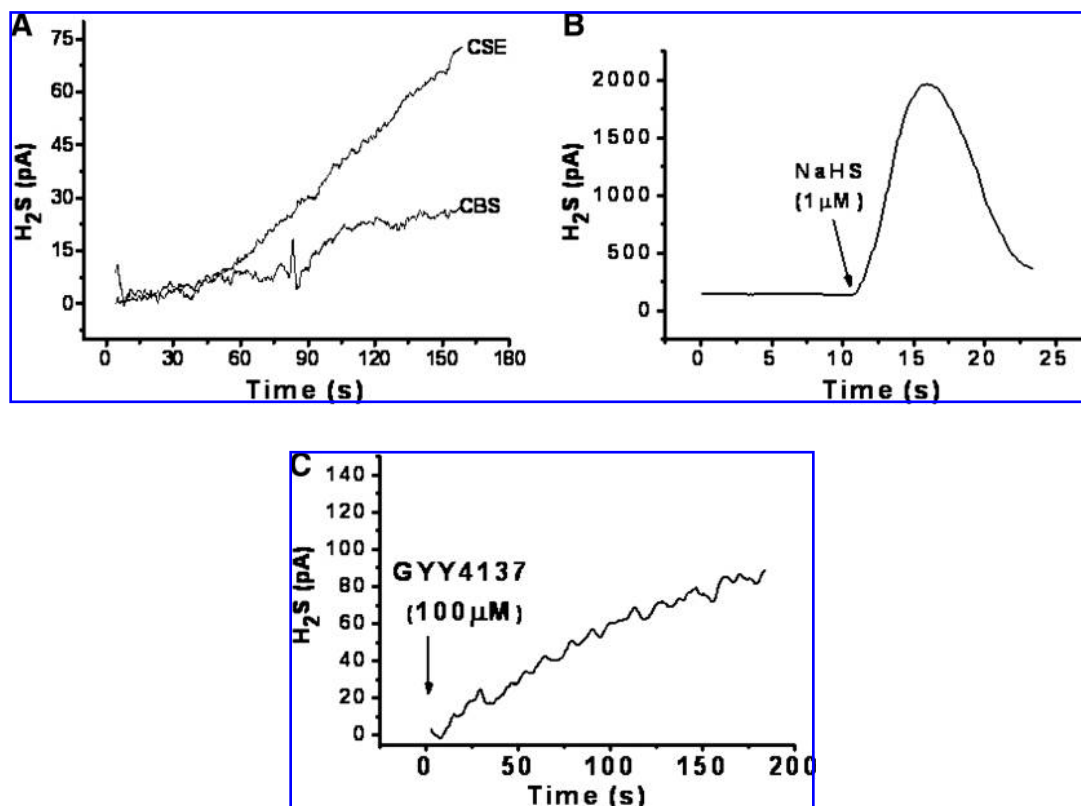 A
75
60
45
30
15
0
H₂S (pA)
CSE
CBS
0 30 60 90 120 150 180
Time (s)
B
2000
1500
1000
500
0
H₂S (pA)
NaHS
(1 µM)
0 5 10 15 20 25
Time (s)
C
140
120
100
80
60
40
20
0
H₂S (pA)
GYY4137
(100 µM)
0 50 100 150 200
Time (s)